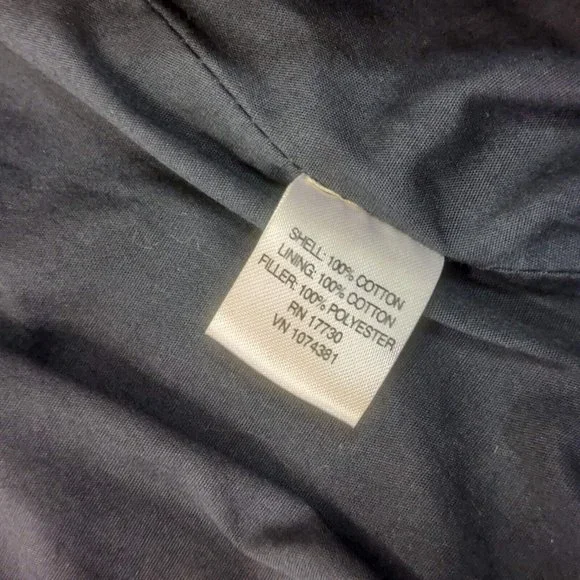 SHELL: 100% COTTON
LINING: 100% COTTON
FILLER: 100% POLYESTER
RN 17730
VN 1074381